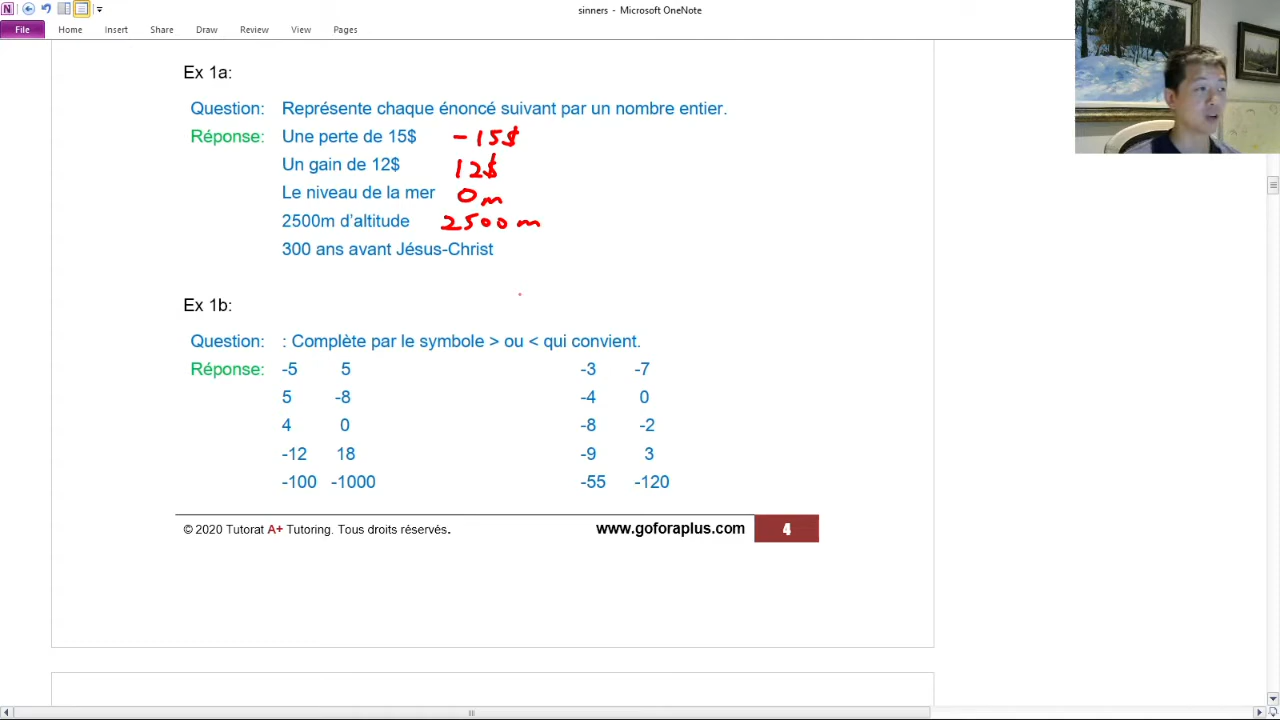 sinners - Microsoft OneNote
File Home Insert Share Draw Review View Pages
Ex 1a:
Question: Représente chaque énoncé suivant par un nombre entier.
Réponse: Une perte de 15$ -15$
Un gain de 12$ 12$
Le niveau de la mer 0m
2500m d'altitude 2500m
300 ans avant Jésus-Christ
Ex 1b:
Question: : Complète par le symbole > ou < qui convient.
Réponse: -5 5 -3 -7
5 -8 -4 0
4 0 -8 -2
-12 18 -9 3
-100 -1000 -55 -120
© 2020 Tutorat A+ Tutoring. Tous droits réservés. www.goforaplus.com 4